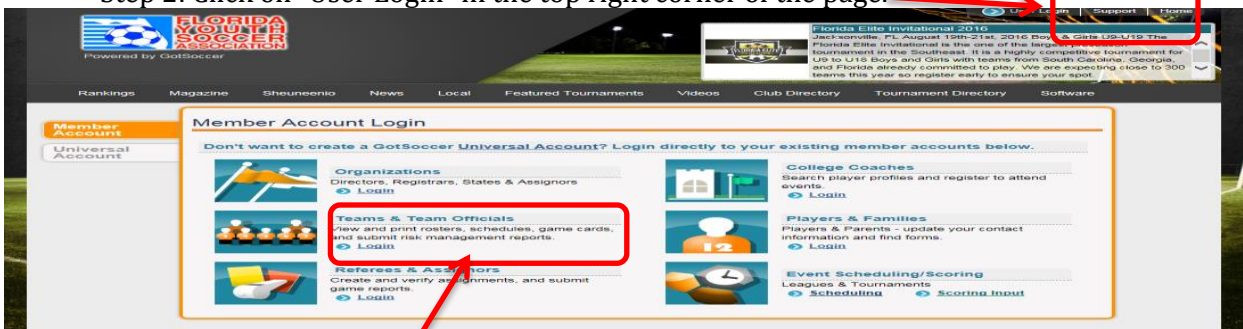 Step 2: Click on "User Login" in the top right corner of the page.
User Login Support Home
FLORIDA
YOUTH
SOCCER
ASSOCIATION
Powered by GotSoccer
Florida Elite Invitational 2016
Jacksonville, FL August 19th-21st, 2016 Boys & Girls U9-U19 The
Florida Elite Invitational is the one of the largest preseason
tournament in the Southeast. It is a highly competitive tournament for
U9 to U18 Boys and Girls with teams from South Carolina, Georgia,
and Florida already committed to play. We are expecting close to 300
teams this year so register early to ensure your spot.
Rankings Magazine Sheuneenio News Local Featured Tournaments Videos Club Directory Tournament Directory Software
Member
Account
Universal
Account
Member Account Login
Don't want to create a GotSoccer Universal Account? Login directly to your existing member accounts below.
Organizations
Directors, Registrars, States & Assignors
Login
Teams & Team Officials
View and print rosters, schedules, game cards,
and submit risk management reports.
Login
Referees & Assignors
Create and verify assignments, and submit
game reports.
Login
College Coaches
Search player profiles and register to attend
events.
Login
12
Players & Families
Players & Parents - update your contact
information and find forms.
Login
Event Scheduling/Scoring
Leagues & Tournaments
Scheduling Scoring Input